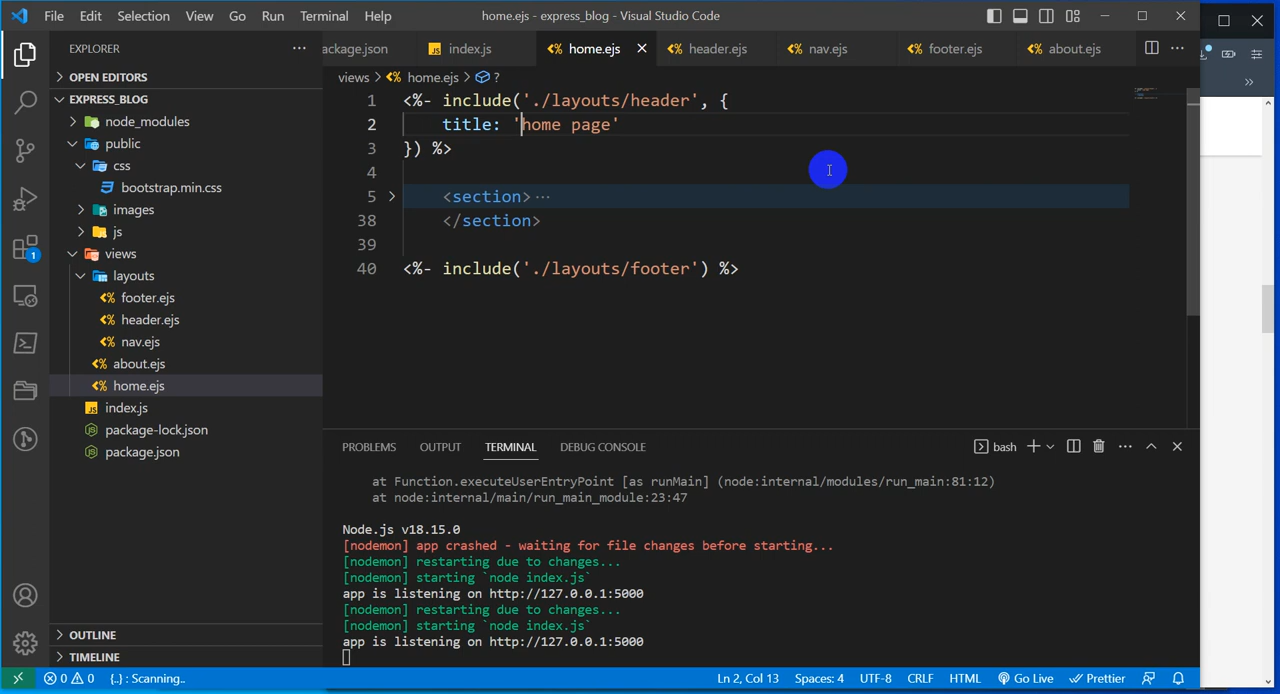 File Edit Selection View Go Run Terminal Help home.ejs - express_blog - Visual Studio Code
EXPLORER
ackage.json index.js home.ejs header.ejs nav.ejs footer.ejs about.ejs
OPEN EDITORS
views > home.ejs > ?
EXPRESS_BLOG
node_modules
public
css
bootstrap.min.css
images
js
views
layouts
footer.ejs
header.ejs
nav.ejs
about.ejs
home.ejs
index.js
package-lock.json
package.json
OUTLINE
TIMELINE
1 <%- include('./layouts/header', {
2 title: 'home page'
3 }) %>
4
5 <section> ...
38 </section>
39
40 <%- include('./layouts/footer') %>
PROBLEMS OUTPUT TERMINAL DEBUG CONSOLE bash
at Function.executeUserEntryPoint [as runMain] (node:internal/modules/run_main:81:12)
at node:internal/main/run_main_module:23:47
Node.js v18.15.0
[nodemon] app crashed - waiting for file changes before starting...
[nodemon] restarting due to changes...
[nodemon] starting `node index.js`
app is listening on http://127.0.0.1:5000
[nodemon] restarting due to changes...
[nodemon] starting `node index.js`
app is listening on http://127.0.0.1:5000
1
0 0 {..} : Scanning.. Ln 2, Col 13 Spaces: 4 UTF-8 CRLF HTML Go Live Prettier